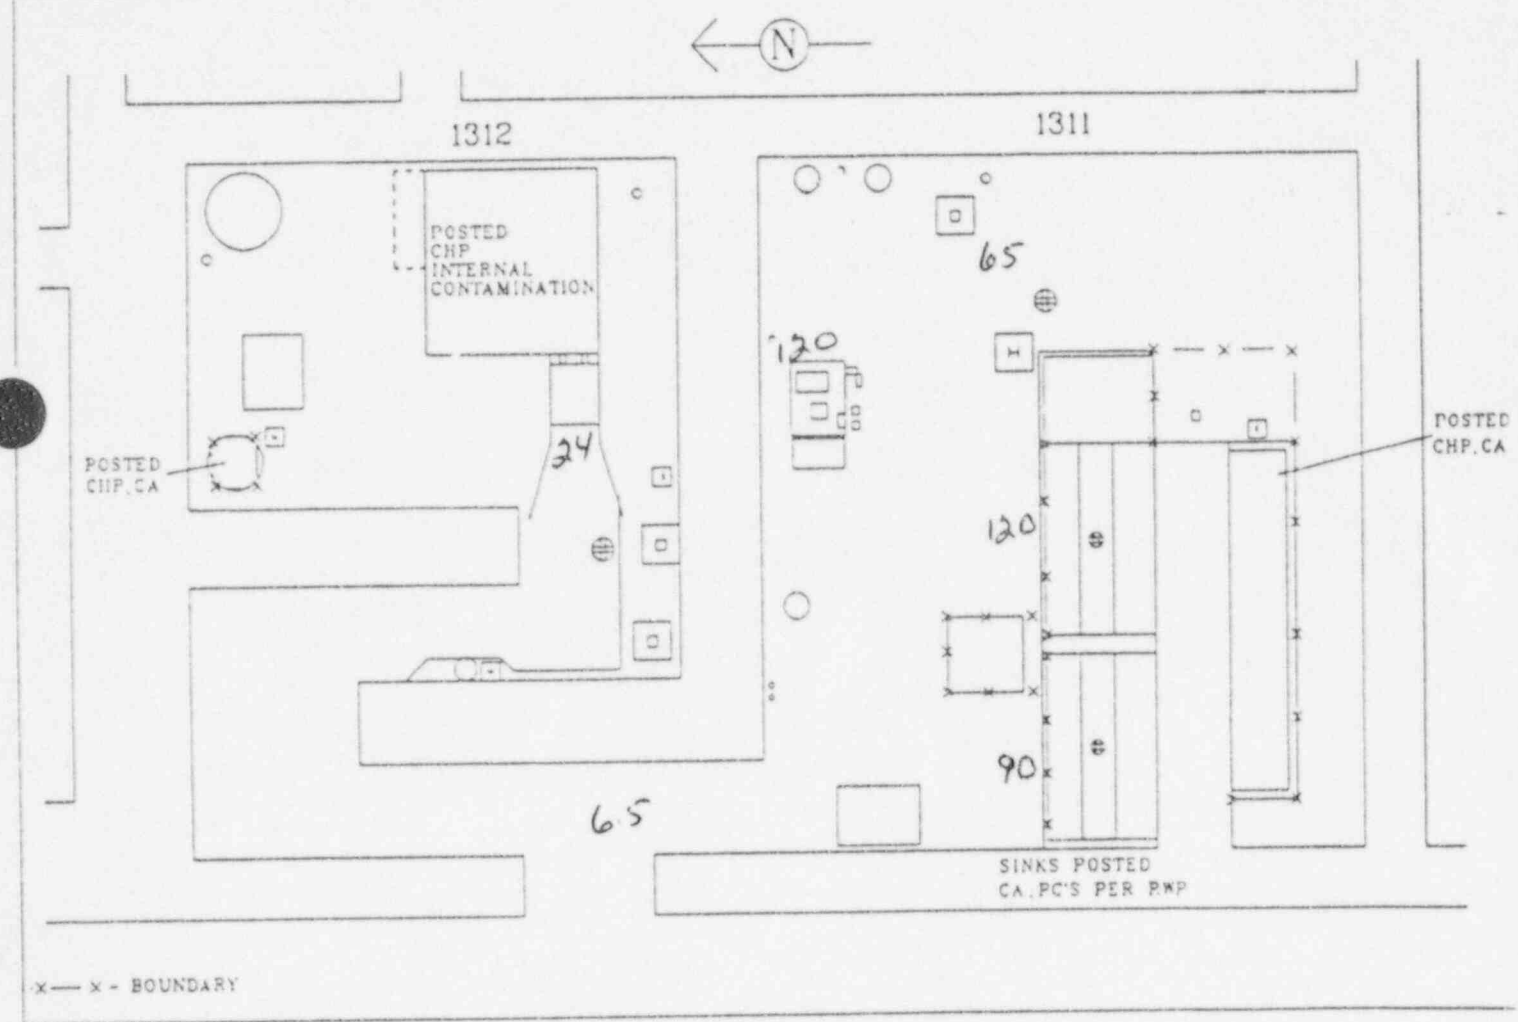 N
1312
1311
POSTED
CHP
INTERNAL
CONTAMINATION
65
120
24
POSTED
CHP, CA
POSTED
CHP, CA
120
90
6.5
SINKS POSTED
CA, PC'S PER RWP
X — X - BOUNDARY